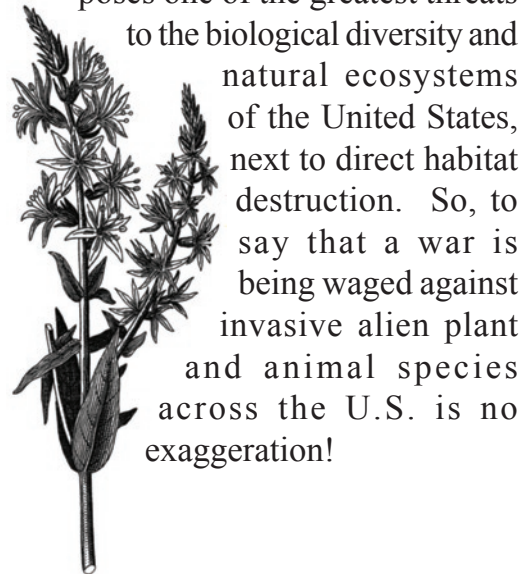 poses one of the greatest threats
to the biological diversity and
natural ecosystems
of the United States,
next to direct habitat
destruction. So, to
say that a war is
being waged against
invasive alien plant
and animal species
across the U.S. is no
exaggeration!